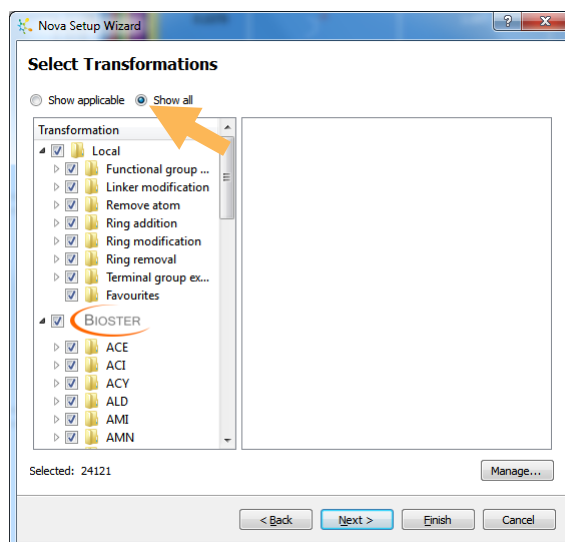 Nova Setup Wizard
Select Transformations
Show applicable Show all
Transformation
Local
Functional group ...
Linker modification
Remove atom
Ring addition
Ring modification
Ring removal
Terminal group ex...
Favourites
BIOSTER
ACE
ACI
ACY
ALD
AMI
AMN
Selected: 24121
Manage...
< Back Next > Finish Cancel